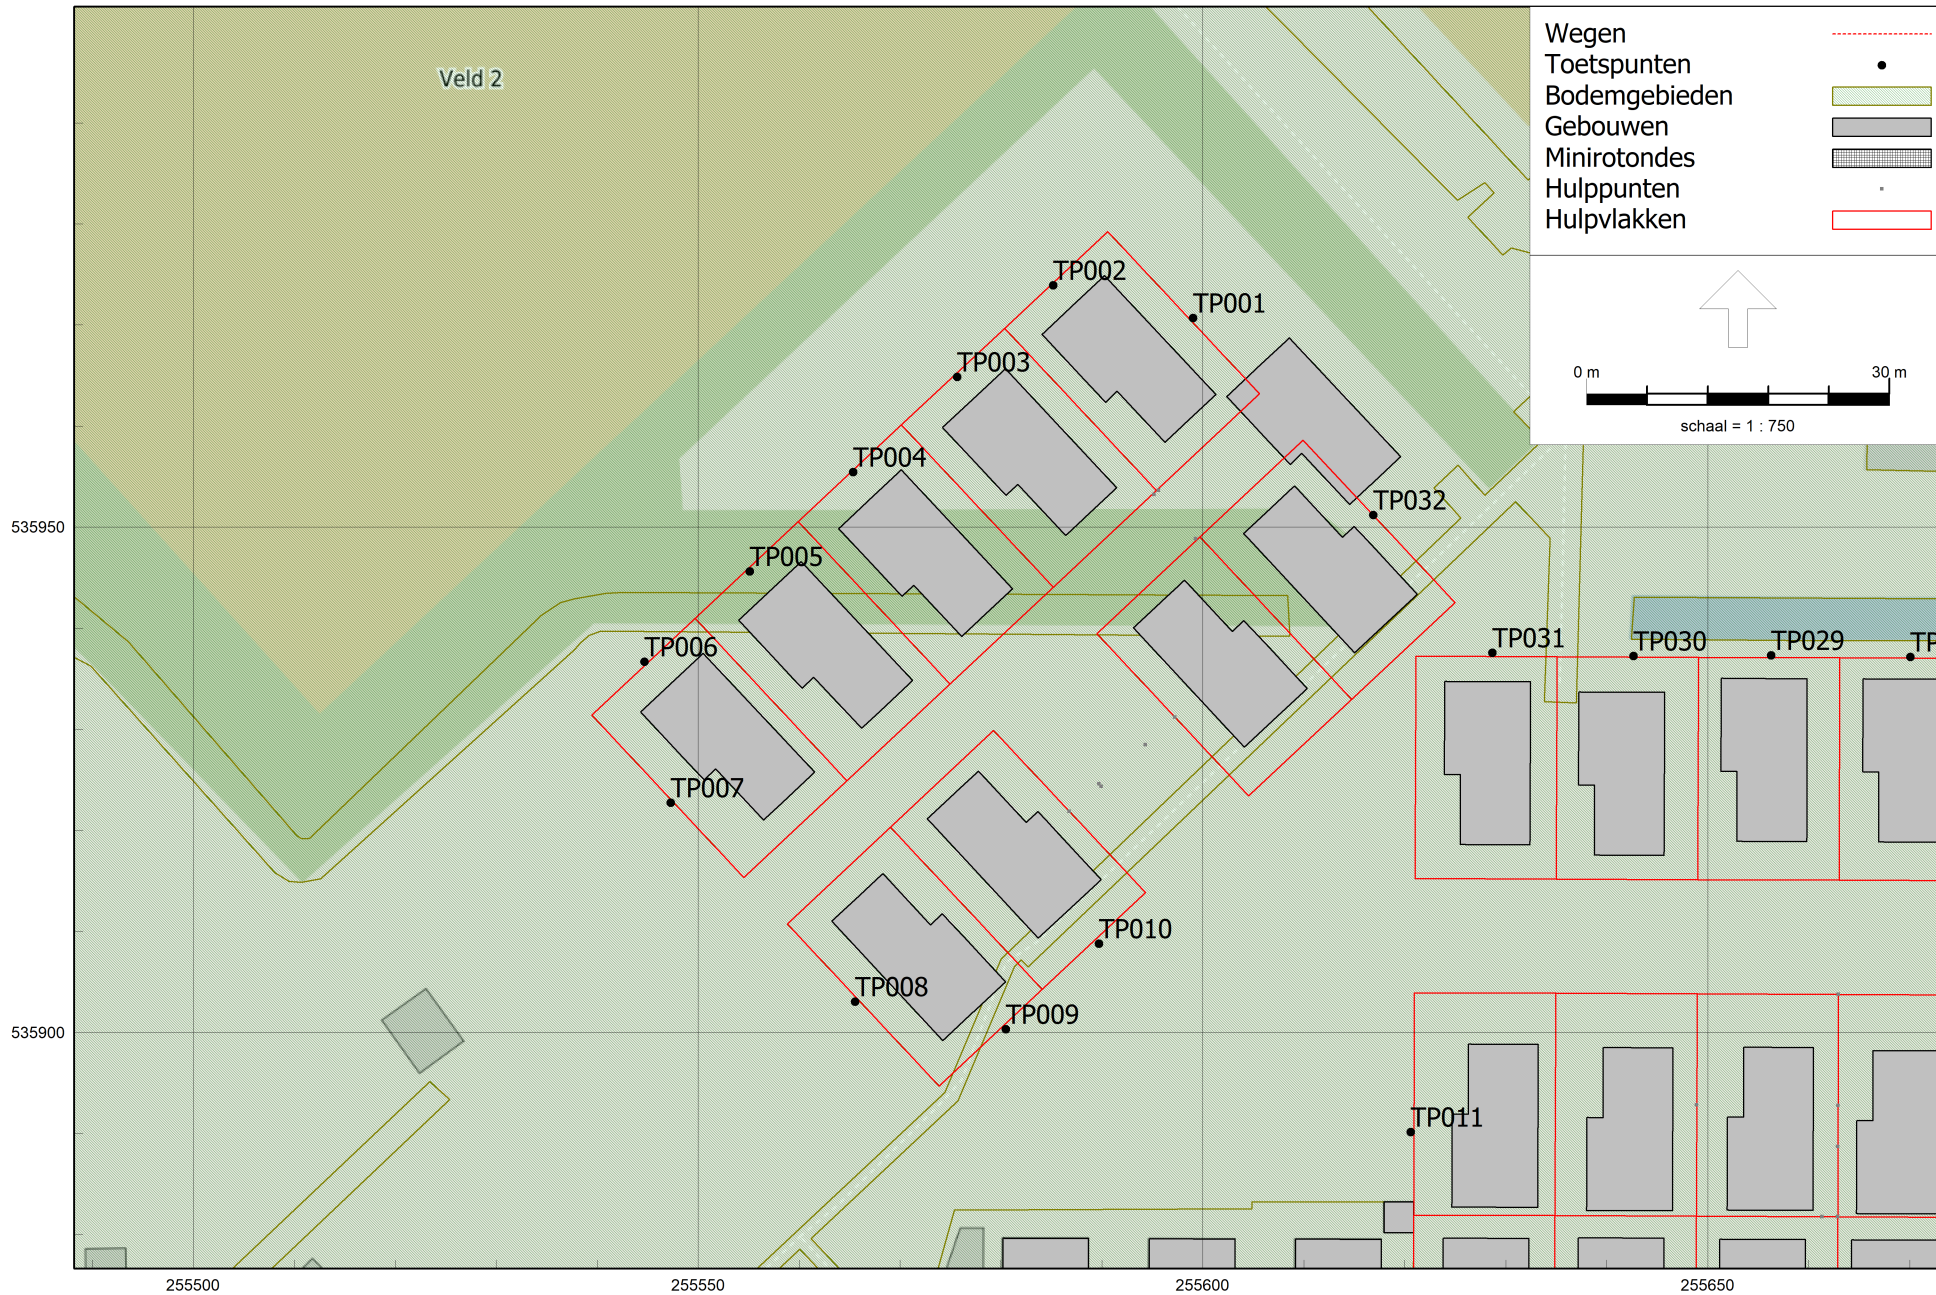 Wegen
Toetspunten
Bodemgebieden
Gebouwen
Minirotondes
Hulppunten
Hulpvlakken
Veld 2
0 m 30 m
schaal = 1 : 750
TP002
TP001
TP003
TP004
TP032
535950
TP005
TP006
TP031
TP030
TP029
TP
TP007
TP010
TP008
TP009
535900
TP011
255500 255550 255600 255650